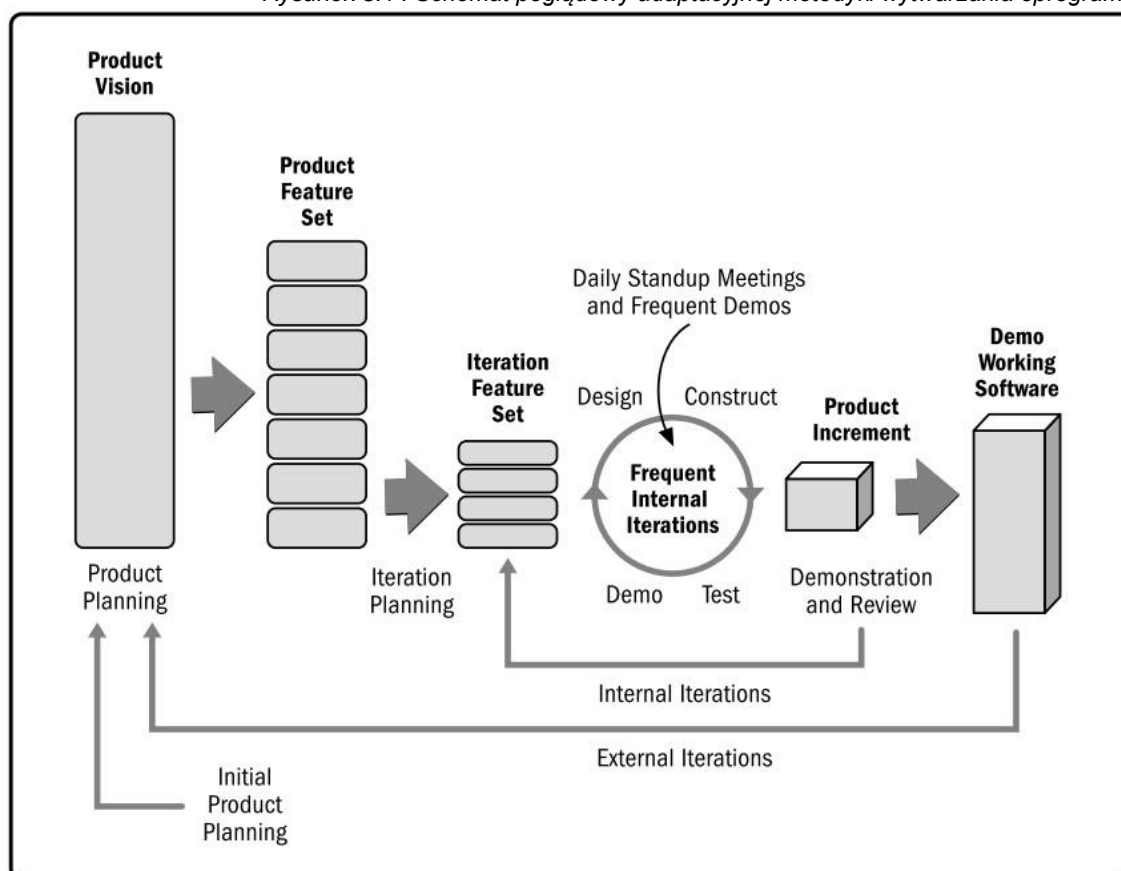 Product
Vision
Product
Feature
Set
Daily Standup Meetings
and Frequent Demos
Iteration
Feature
Set
Design
Construct
Demo
Working
Software
Product
Increment
Frequent
Internal
Iterations
Product
Planning
Iteration
Planning
Demo
Test
Demonstration
and Review
Internal Iterations
External Iterations
Initial
Product
Planning